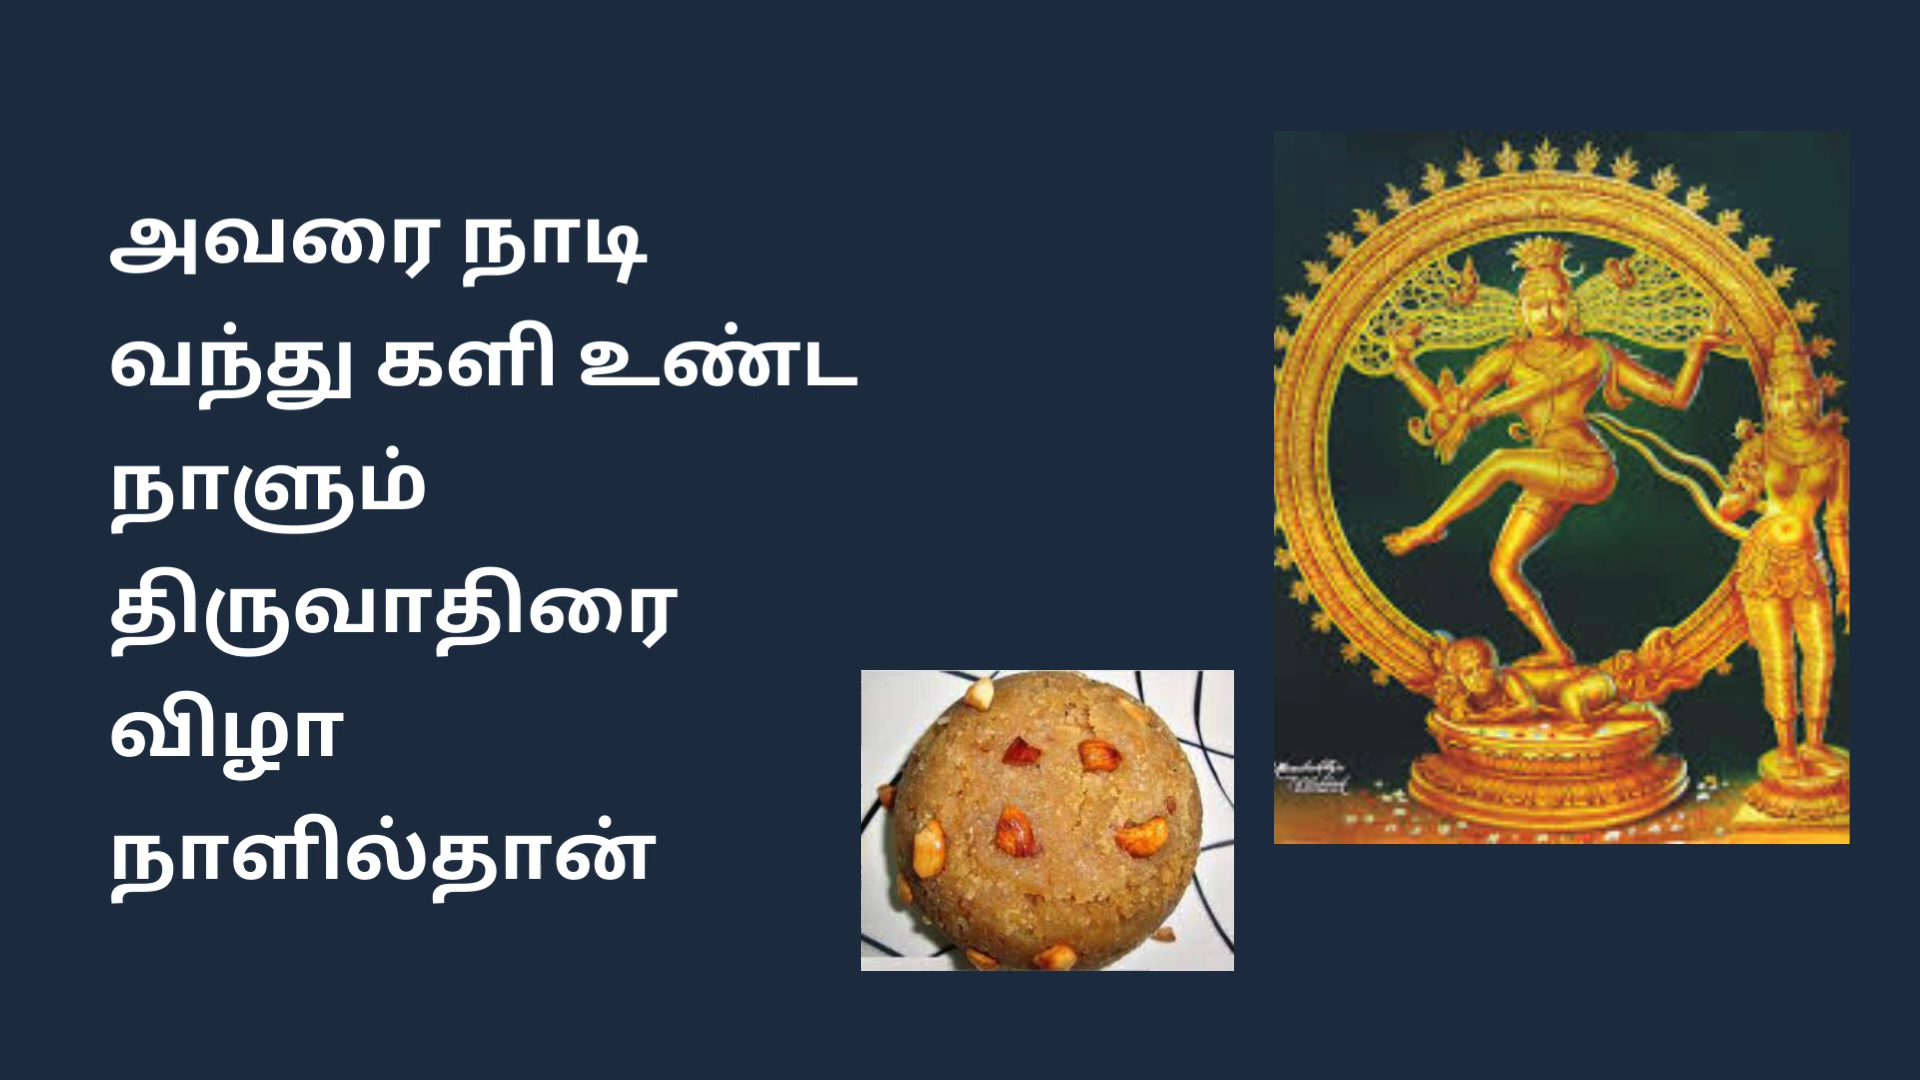 அவரை நாடி
வந்து களி உண்ட
நாளும்
திருவாதிரை
விழா
நாளில்தான்